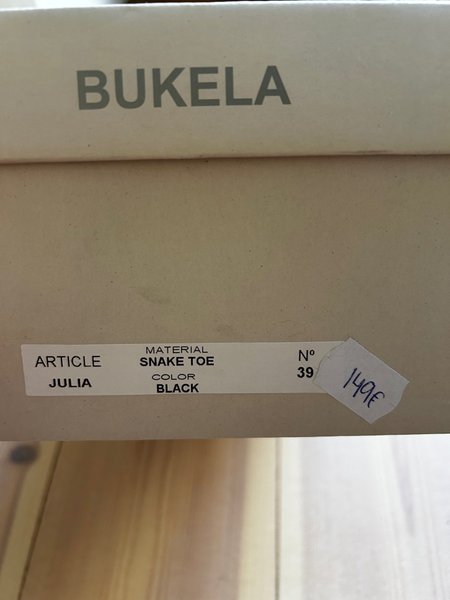 BUKELA
ARTICLE
JULIA
MATERIAL
SNAKE TOE
COLOR
BLACK
Nº
39
149€